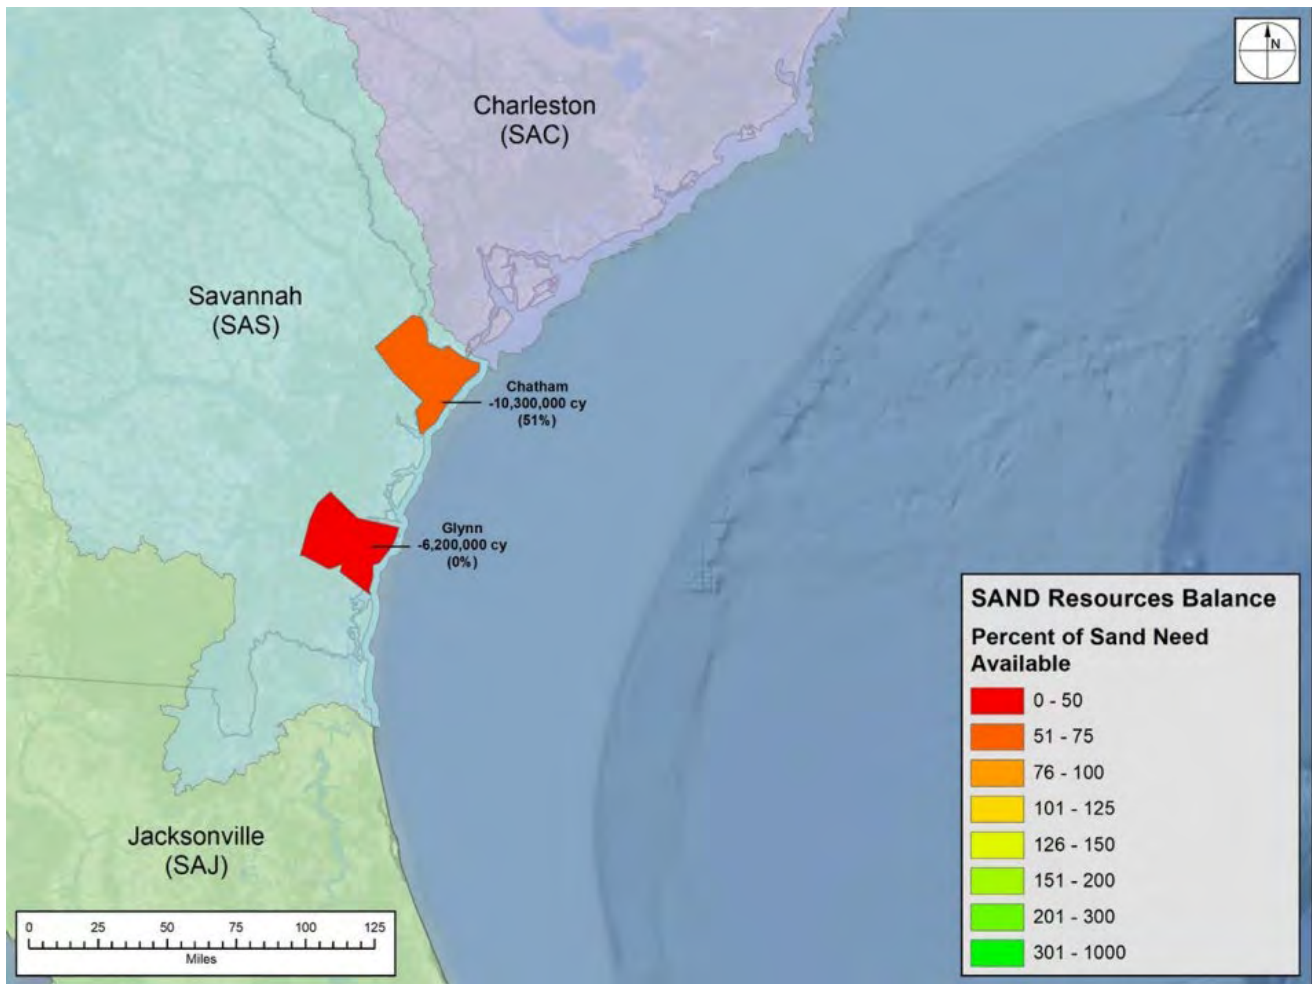 N
Charleston
(SAC)
Savannah
(SAS)
Chatham
-10,300,000 cy
(51%)
Glynn
-6,200,000 cy
(0%)
Jacksonville
(SAJ)
0 25 50 75 100 125
Miles
SAND Resources Balance
Percent of Sand Need
Available
0 - 50
51 - 75
76 - 100
101 - 125
126 - 150
151 - 200
201 - 300
301 - 1000